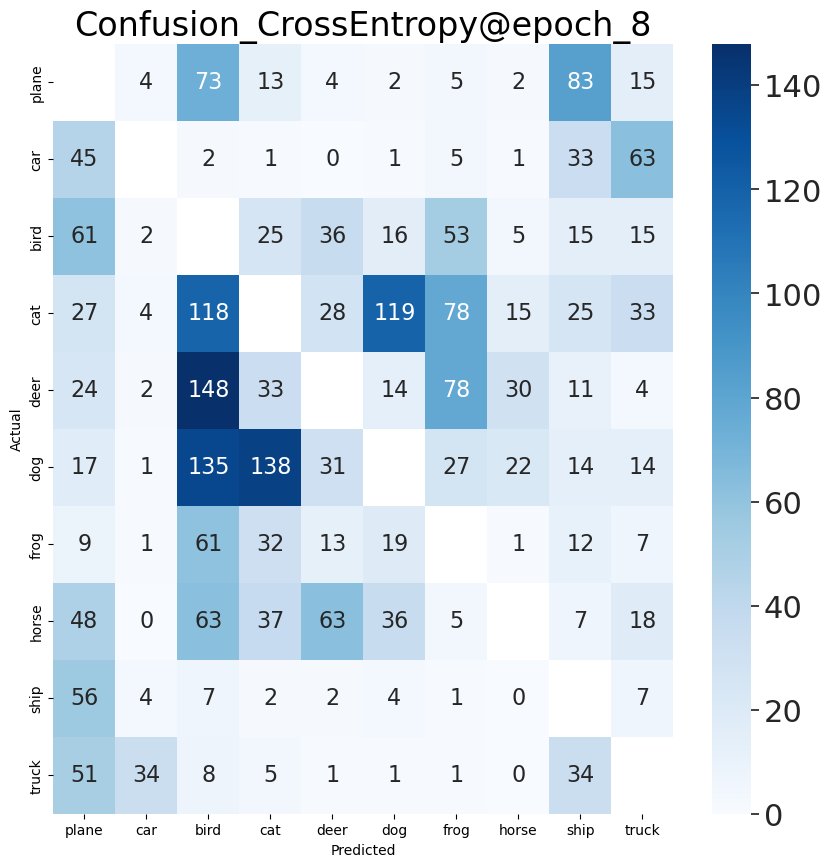 Confusion_CrossEntropy@epoch_8
plane 4 73 13 4 2 5 2 83 15
car 45 2 1 0 1 5 1 33 63
bird 61 2 25 36 16 53 5 15 15
cat 27 4 118 28 119 78 15 25 33
deer 24 2 148 33 14 78 30 11 4
dog 17 1 135 138 31 27 22 14 14
frog 9 1 61 32 13 19 1 12 7
horse 48 0 63 37 63 36 5 7 18
ship 56 4 7 2 2 4 1 0 7
truck 51 34 8 5 1 1 1 0 34
plane car bird cat deer dog frog horse ship truck
Predicted
Actual
140
120
100
80
60
40
20
0